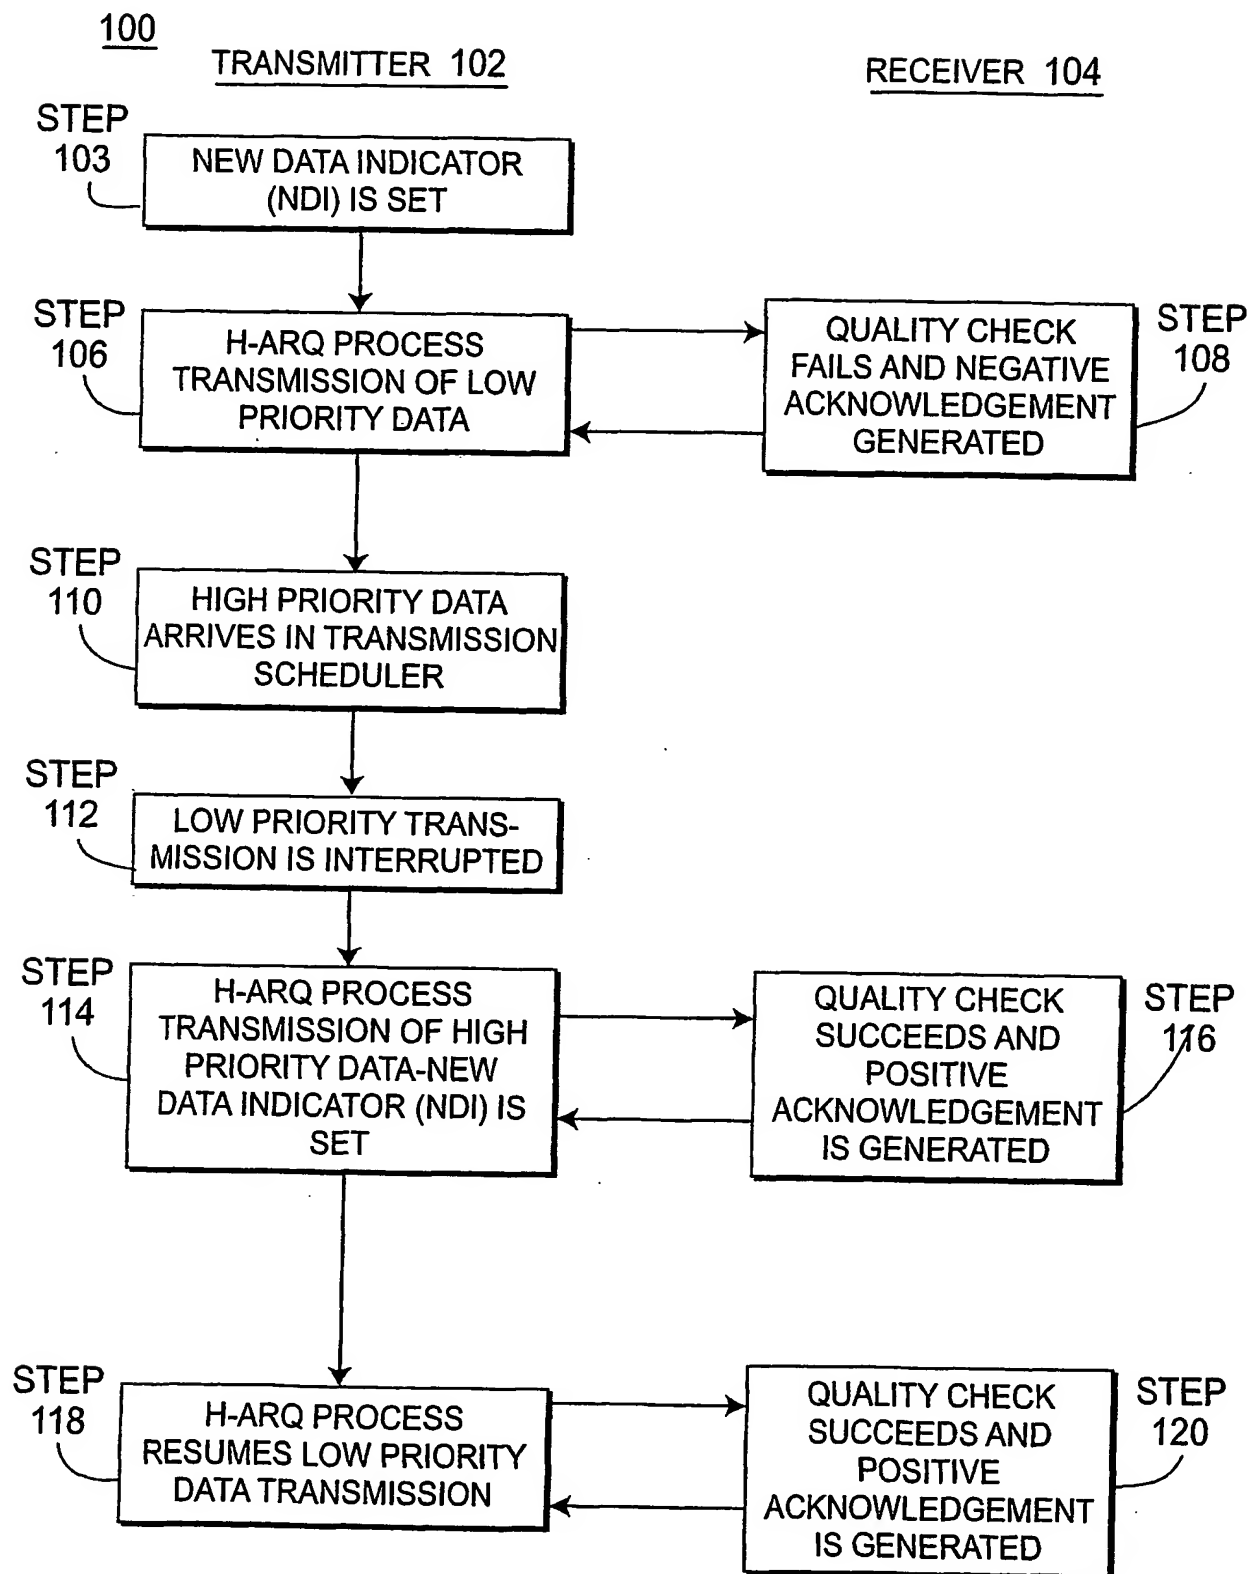 100
TRANSMITTER 102
RECEIVER 104
STEP
103
NEW DATA INDICATOR
(NDI) IS SET
STEP
106
H-ARQ PROCESS
TRANSMISSION OF LOW
PRIORITY DATA
QUALITY CHECK
FAILS AND NEGATIVE
ACKNOWLEDGEMENT
GENERATED
STEP
108
STEP
110
HIGH PRIORITY DATA
ARRIVES IN TRANSMISSION
SCHEDULER
STEP
112
LOW PRIORITY TRANS-
MISSION IS INTERRUPTED
STEP
114
H-ARQ PROCESS
TRANSMISSION OF HIGH
PRIORITY DATA-NEW
DATA INDICATOR (NDI) IS
SET
QUALITY CHECK
SUCCEEDS AND
POSITIVE
ACKNOWLEDGEMENT
IS GENERATED
STEP
116
STEP
118
H-ARQ PROCESS
RESUMES LOW PRIORITY
DATA TRANSMISSION
QUALITY CHECK
SUCCEEDS AND
POSITIVE
ACKNOWLEDGEMENT
IS GENERATED
STEP
120